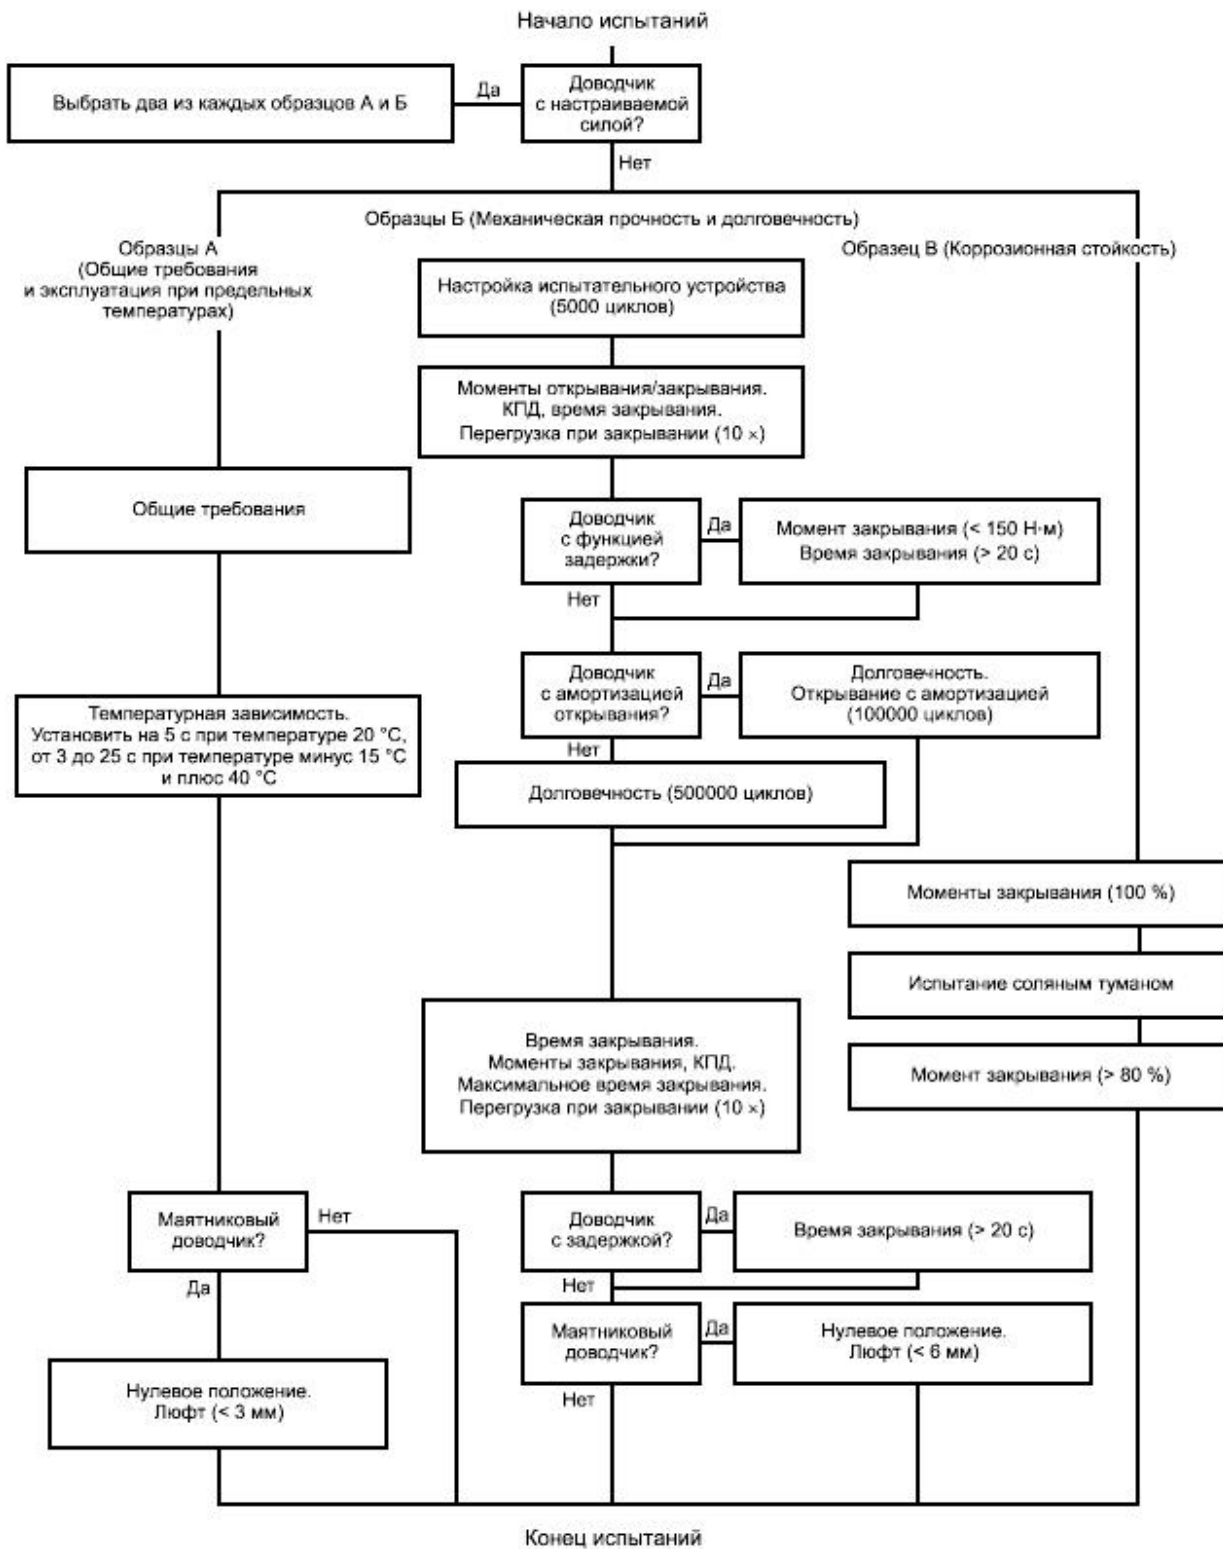 Начало испытаний
Выбрать два из каждых образцов А и Б
Да
Доводчик
с настраиваемой
силой?
Нет
Образцы Б (Механическая прочность и долговечность)
Образцы А
(Общие требования
и эксплуатация при предельных
температурах)
Образец В (Коррозионная стойкость)
Настройка испытательного устройства
(5000 циклов)
Моменты открывания/закрывания.
КПД, время закрывания.
Перегрузка при закрывании (10 ×)
Общие требования
Доводчик
с функцией
задержки?
Да
Момент закрывания (< 150 Н·м)
Время закрывания (> 20 с)
Нет
Доводчик
с амортизацией
открывания?
Да
Долговечность.
Открывание с амортизацией
(100000 циклов)
Нет
Температурная зависимость.
Установить на 5 с при температуре 20 °С,
от 3 до 25 с при температуре минус 15 °С
и плюс 40 °С
Долговечность (500000 циклов)
Моменты закрывания (100 %)
Испытание соляным туманом
Момент закрывания (> 80 %)
Время закрывания.
Моменты закрывания, КПД.
Максимальное время закрывания.
Перегрузка при закрывании (10 ×)
Маятниковый
доводчик?
Нет
Да
Доводчик
с задержкой?
Да
Время закрывания (> 20 с)
Нет
Маятниковый
доводчик?
Да
Нулевое положение.
Люфт (< 6 мм)
Нет
Нулевое положение.
Люфт (< 3 мм)
Конец испытаний